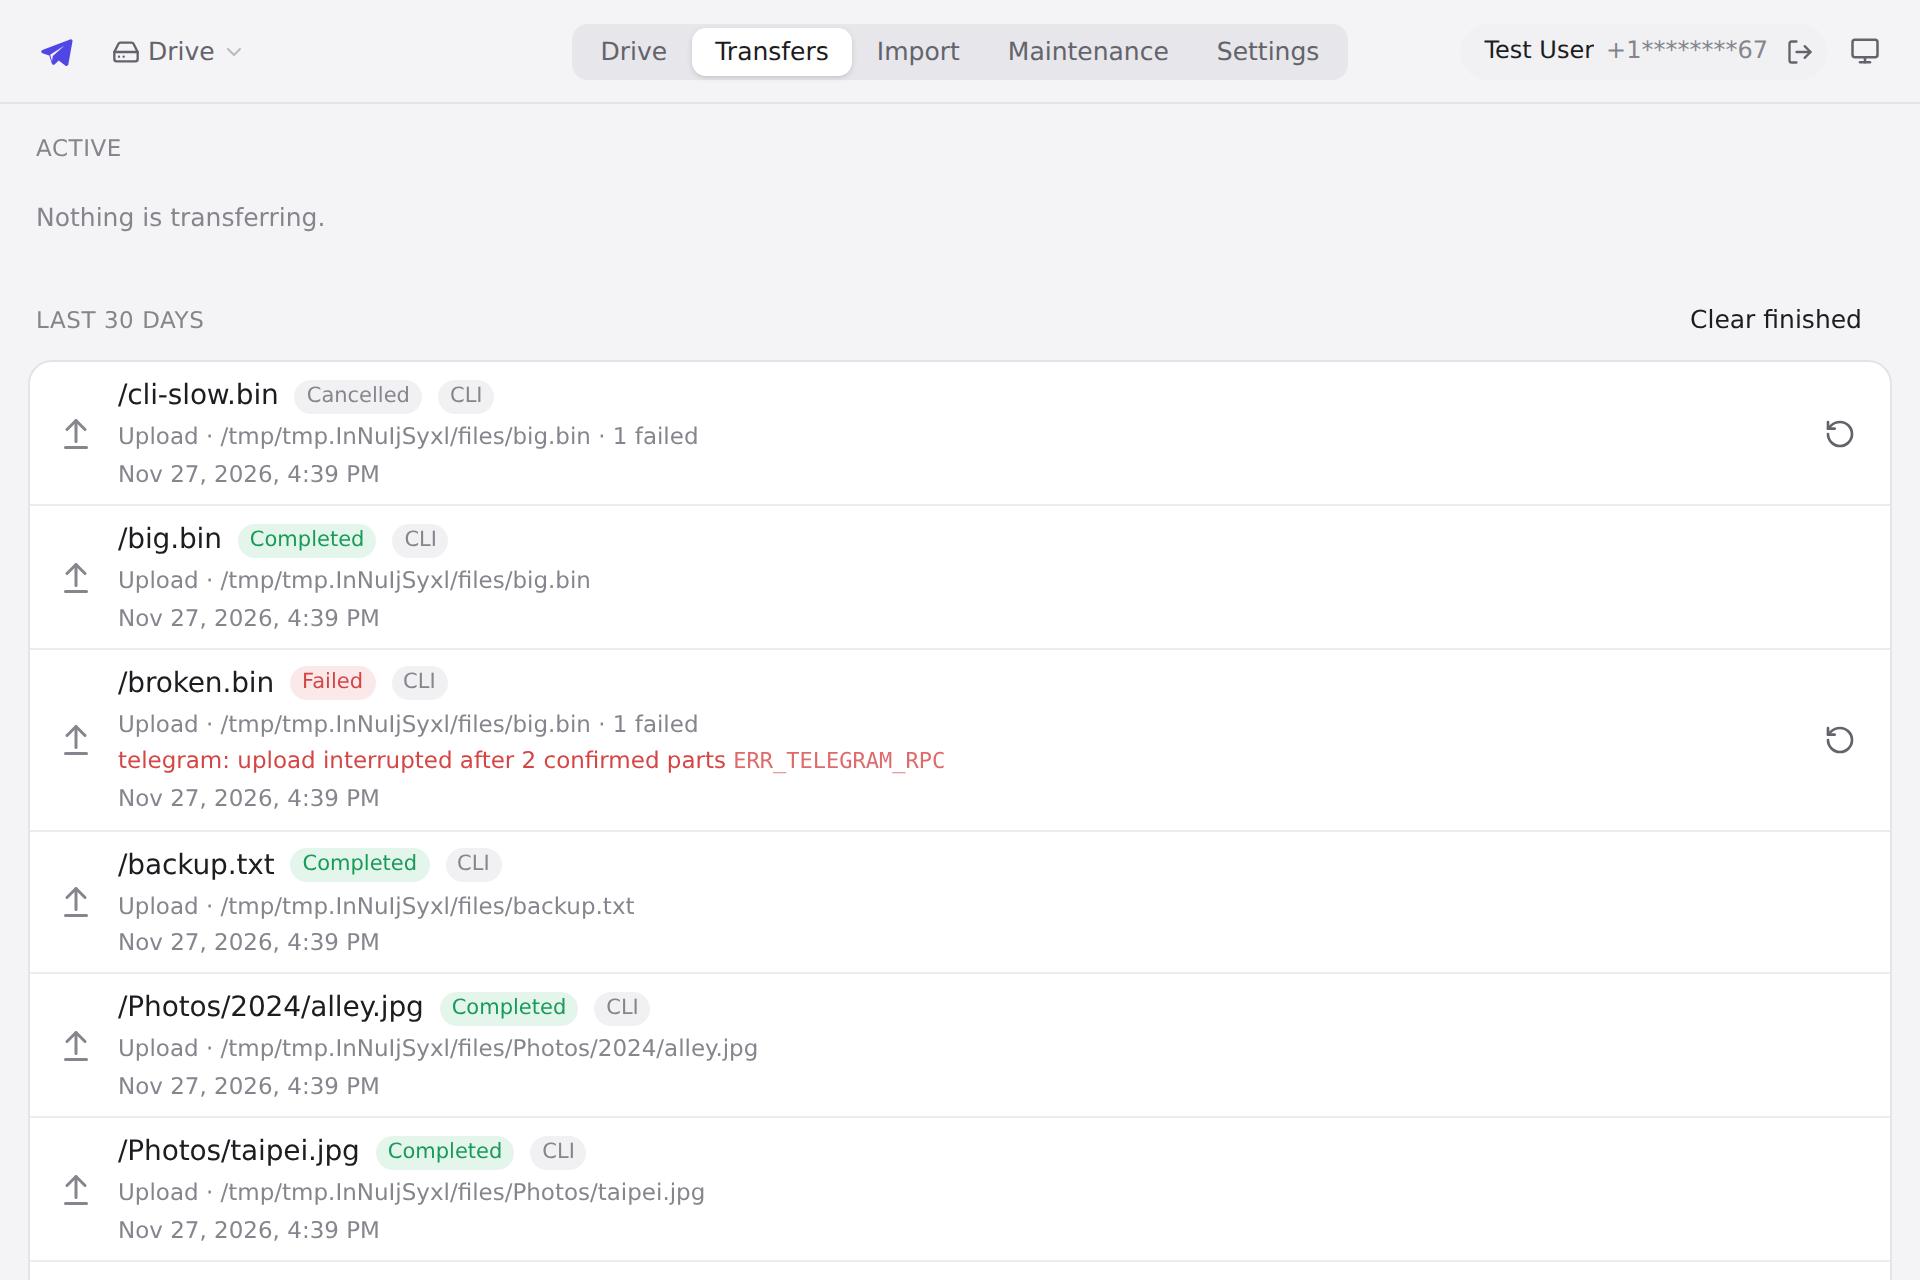 Drive
Drive Transfers Import Maintenance Settings
Test User +1********67
ACTIVE
Nothing is transferring.
LAST 30 DAYS
Clear finished
/cli-slow.bin Cancelled CLI
Upload · /tmp/tmp.InNuljSyxl/files/big.bin · 1 failed
Nov 27, 2026, 4:39 PM
/big.bin Completed CLI
Upload · /tmp/tmp.InNuljSyxl/files/big.bin
Nov 27, 2026, 4:39 PM
/broken.bin Failed CLI
Upload · /tmp/tmp.InNuljSyxl/files/big.bin · 1 failed
telegram: upload interrupted after 2 confirmed parts ERR_TELEGRAM_RPC
Nov 27, 2026, 4:39 PM
/backup.txt Completed CLI
Upload · /tmp/tmp.InNuljSyxl/files/backup.txt
Nov 27, 2026, 4:39 PM
/Photos/2024/alley.jpg Completed CLI
Upload · /tmp/tmp.InNuljSyxl/files/Photos/2024/alley.jpg
Nov 27, 2026, 4:39 PM
/Photos/taipei.jpg Completed CLI
Upload · /tmp/tmp.InNuljSyxl/files/Photos/taipei.jpg
Nov 27, 2026, 4:39 PM